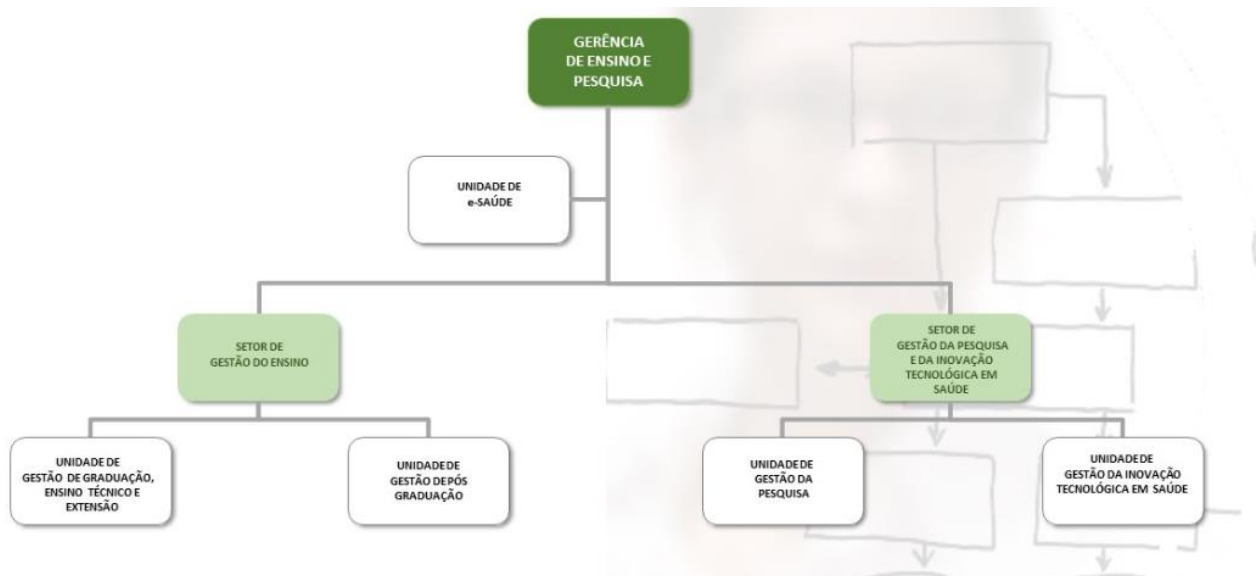 GERÊNCIA
DE ENSINO E
PESQUISA
UNIDADE DE
e-SAÚDE
SETOR DE
GESTÃO DO ENSINO
SETOR DE
GESTÃO DA PESQUISA
E DA INOVAÇÃO
TECNOLÓGICA EM
SAÚDE
UNIDADE DE
GESTÃO DE GRADUAÇÃO,
ENSINO TÉCNICO E
EXTENSÃO
UNIDADE DE
GESTÃO DE PÓS
GRADUAÇÃO
UNIDADE DE
GESTÃO DA
PESQUISA
UNIDADE DE
GESTÃO DA INOVAÇÃO
TECNOLÓGICA EM SAÚDE